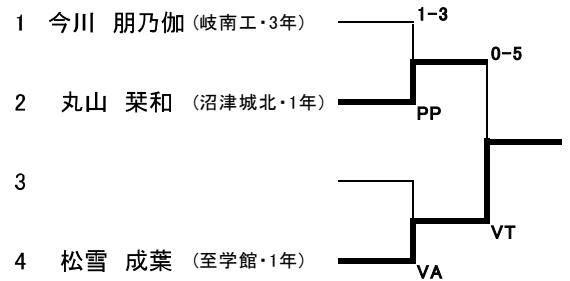 1 今川 朋乃伽 (岐南工・3年)
1-3
0-5
2 丸山 栞和 (沼津城北・1年)
PP
3
VT
4 松雪 成葉 (至学館・1年)
VA